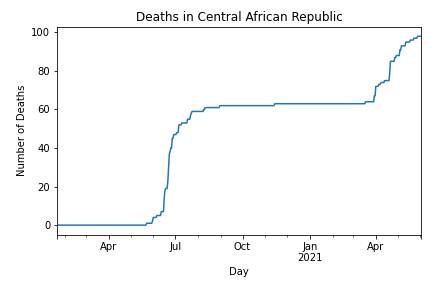 Deaths in Central African Republic
Number of Deaths
100
80
60
40
20
0
Apr Jul Oct Jan Apr
2021
Day